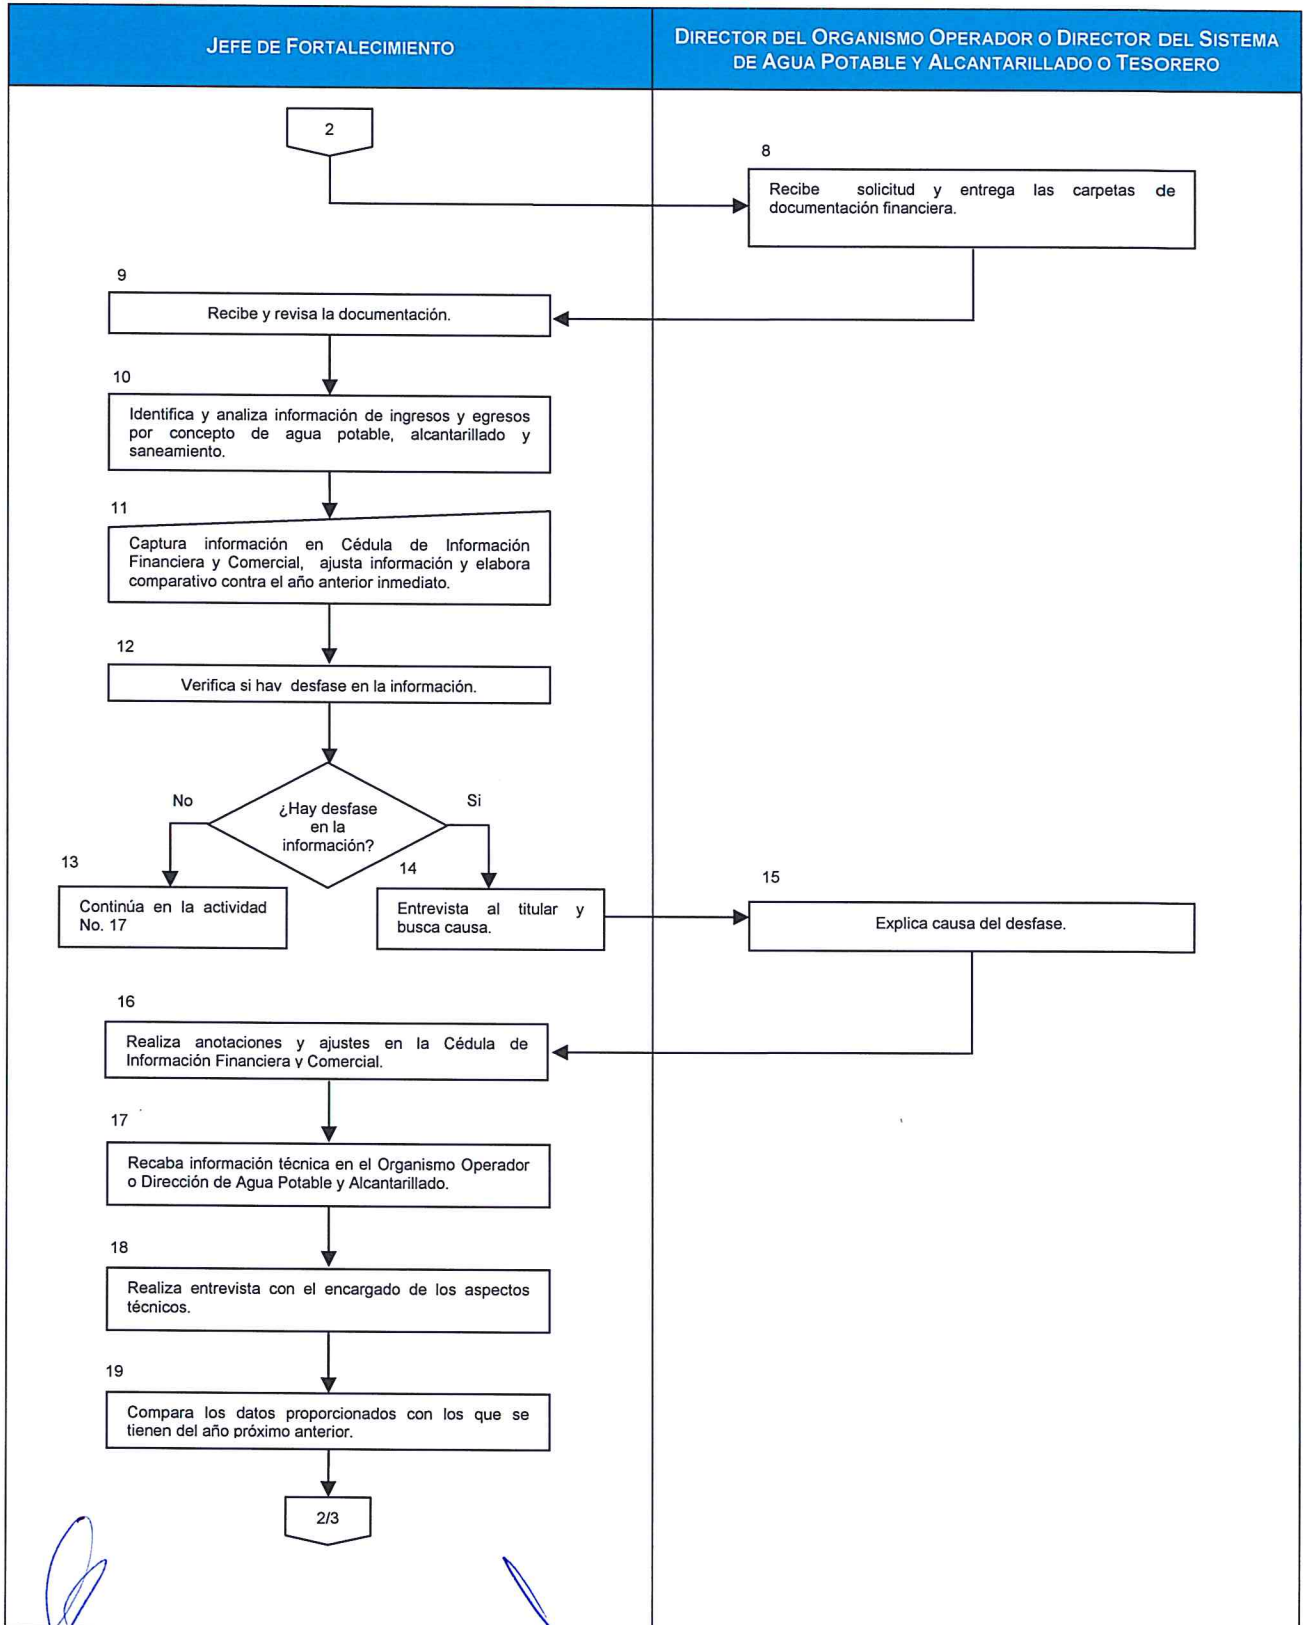 JEFE DE FORTALECIMIENTO
DIRECTOR DEL ORGANISMO OPERADOR O DIRECTOR DEL SISTEMA
DE AGUA POTABLE Y ALCANTARILLADO O TESORERO
2
8
Recibe solicitud y entrega las carpetas de
documentación financiera.
9
Recibe y revisa la documentación.
10
Identifica y analiza información de ingresos y egresos
por concepto de agua potable, alcantarillado y
saneamiento.
11
Captura información en Cédula de Información
Financiera y Comercial, ajusta información y elabora
comparativo contra el año anterior inmediato.
12
Verifica si hay desfase en la información.
No
¿Hay desfase
en la
información?
Si
13
Continúa en la actividad
No. 17
14
Entrevista al titular y
busca causa.
15
Explica causa del desfase.
16
Realiza anotaciones y ajustes en la Cédula de
Información Financiera y Comercial.
17
Recaba información técnica en el Organismo Operador
o Dirección de Agua Potable y Alcantarillado.
18
Realiza entrevista con el encargado de los aspectos
técnicos.
19
Compara los datos proporcionados con los que se
tienen del año próximo anterior.
2/3